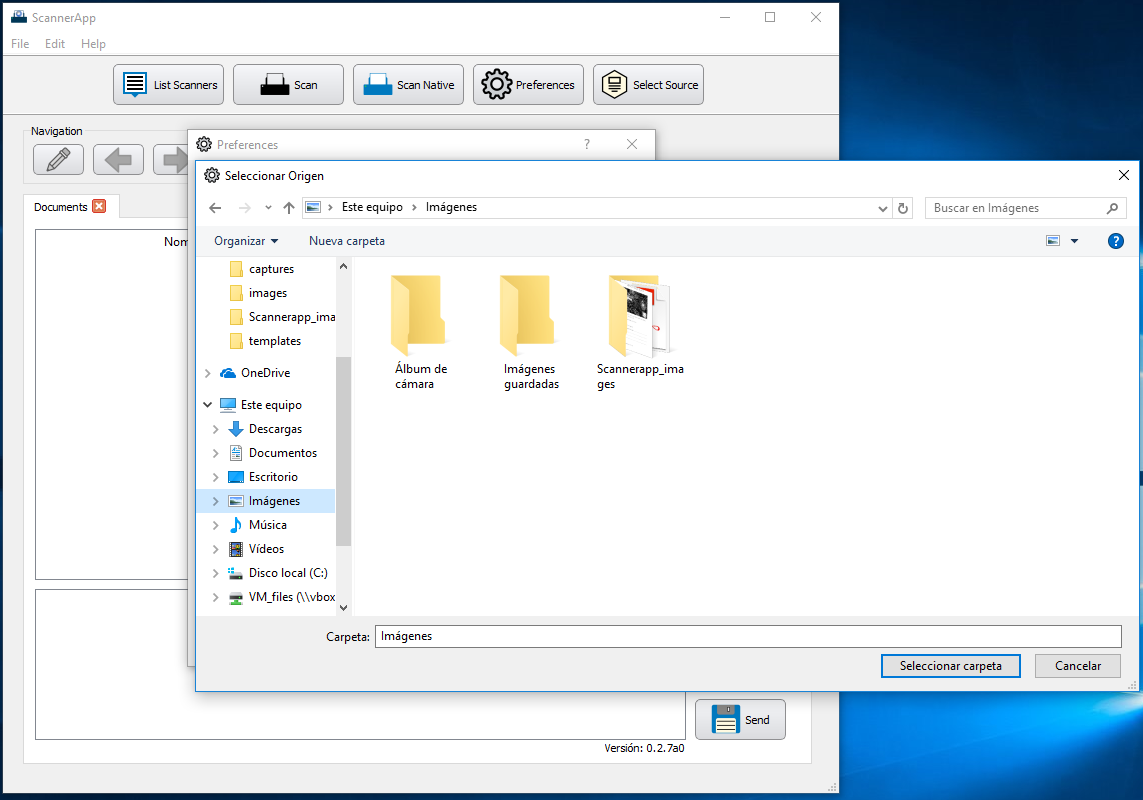 ScannerApp
File Edit Help
List Scanners Scan Scan Native Preferences Select Source
Navigation
Preferences ?
Seleccionar Origen
Documents
Este equipo > Imágenes Buscar en Imágenes
Organizar Nueva carpeta ?
captures
images
Scannerapp_ima
templates
OneDrive
Este equipo
Descargas
Documentos
Escritorio
Imágenes
Música
Vídeos
Disco local (C:)
VM_files (\\vbox
Álbum de
cámara
Imágenes
guardadas
Scannerapp_ima
ges
Nom
Carpeta: Imágenes
Seleccionar carpeta Cancelar
Send
Versión: 0.2.7a0